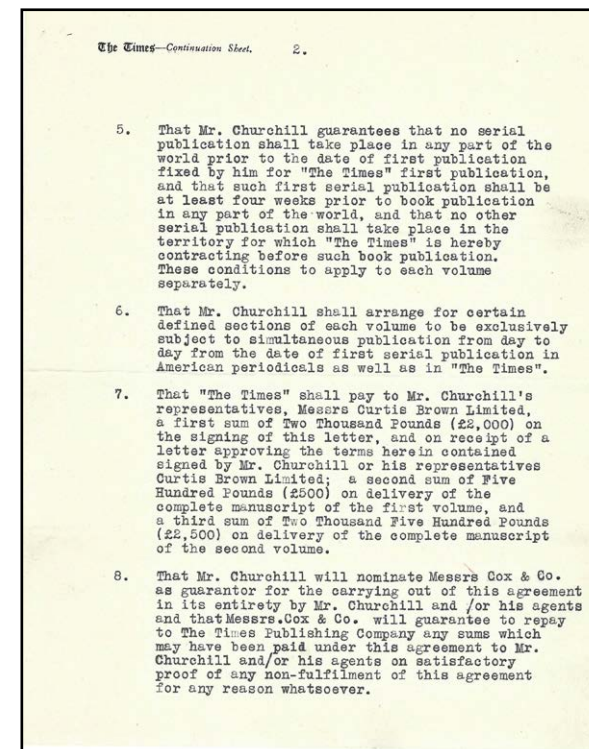 The Times—Continuation Sheet. 2.
5. That Mr. Churchill guarantees that no serial
publication shall take place in any part of the
world prior to the date of first publication
fixed by him for "The Times" first publication,
and that such first serial publication shall be
at least four weeks prior to book publication
in any part of the world, and that no other
serial publication shall take place in the
territory for which "The Times" is hereby
contracting before such book publication.
These conditions to apply to each volume
separately.
6. That Mr. Churchill shall arrange for certain
defined sections of each volume to be exclusively
subject to simultaneous publication from day to
day from the date of first serial publication in
American periodicals as well as in "The Times".
7. That "The Times" shall pay to Mr. Churchill's
representatives, Messrs Curtis Brown Limited,
a first sum of Two Thousand Pounds (£2,000) on
the signing of this letter, and on receipt of a
letter approving the terms herein contained
signed by Mr. Churchill or his representatives
Curtis Brown Limited; a second sum of Five
Hundred Pounds (£500) on delivery of the
complete manuscript of the first volume, and
a third sum of Two Thousand Five Hundred Pounds
(£2,500) on delivery of the complete manuscript
of the second volume.
8. That Mr. Churchill will nominate Messrs Cox & Co.
as guarantor for the carrying out of this agreement
in its entirety by Mr. Churchill and /or his agents
and that Messrs.Cox & Co. will guarantee to repay
to The Times Publishing Company any sums which
may have been paid under this agreement to Mr.
Churchill and/or his agents on satisfactory
proof of any non-fulfilment of this agreement
for any reason whatsoever.